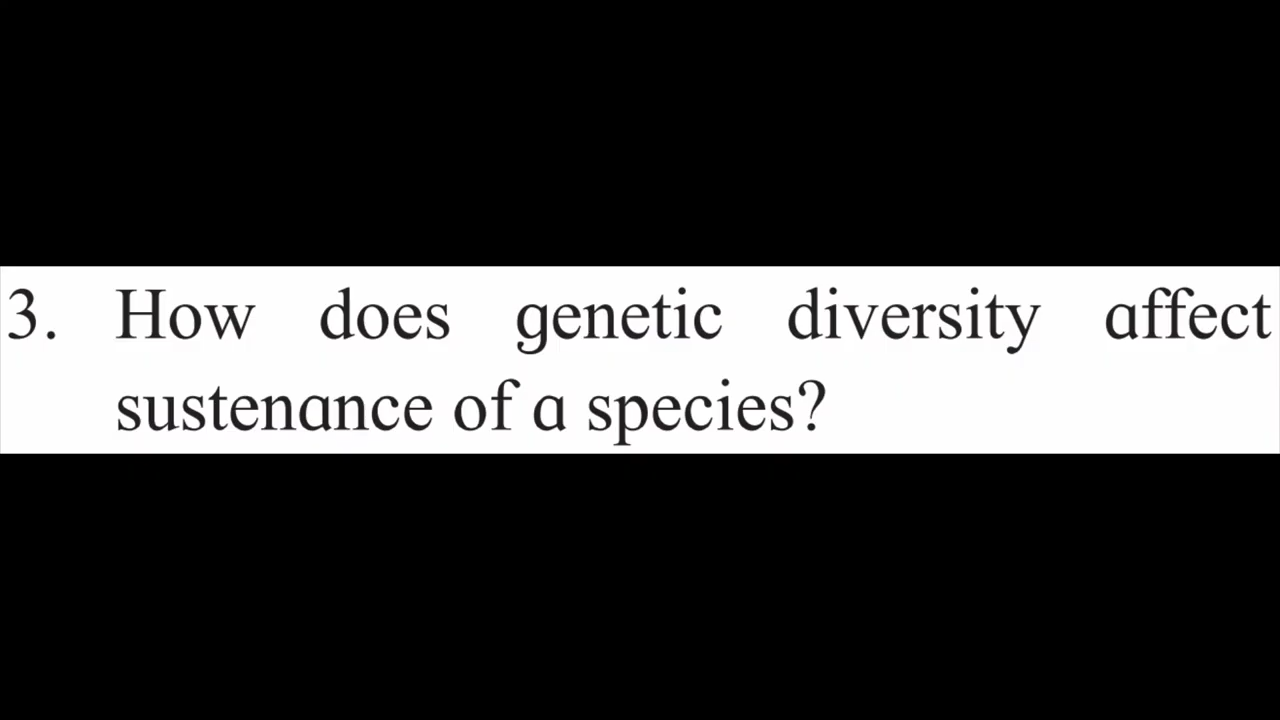 3. How does genetic diversity affect
sustenance of a species?